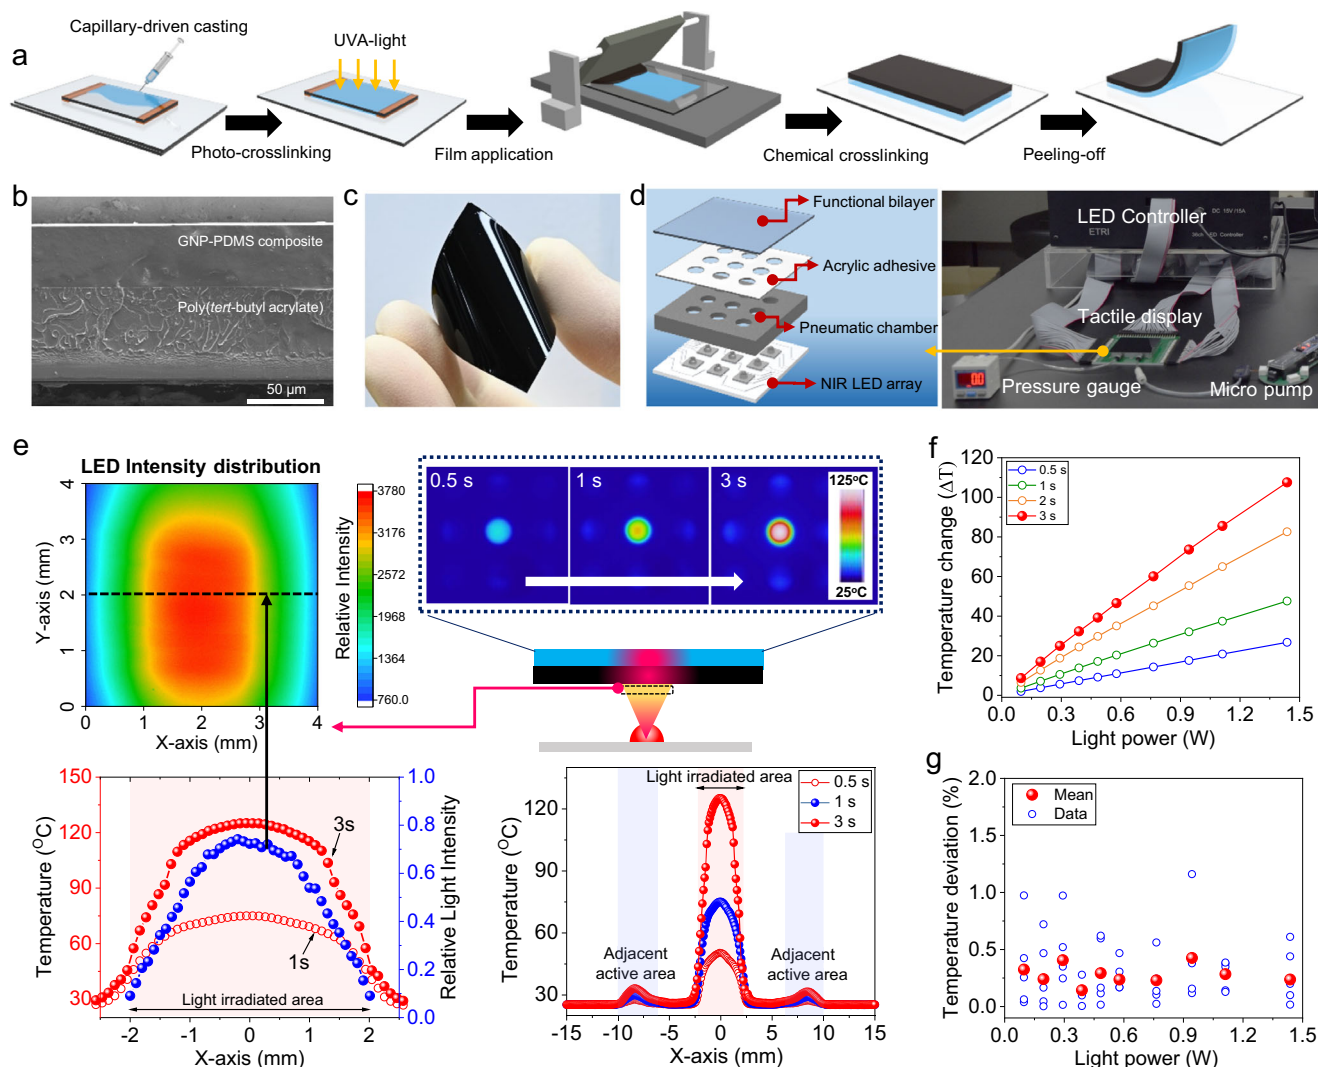 a
Capillary-driven casting
UVA-light
Photo-crosslinking
Film application
Chemical crosslinking
Peeling-off
b
GNP-PDMS composite
Poly(tert-butyl acrylate)
50 µm
c
d
Functional bilayer
Acrylic adhesive
Pneumatic chamber
NIR LED array
LED Controller
DC 15V /15A
ETRI
Tactile display
Pressure gauge
Micro pump
e
LED Intensity distribution
4
3
2
1
0
Y-axis (mm)
0 1 2 3 4
X-axis (mm)
Relative Intensity
3780
3176
2572
1968
1364
760.0
0.5 s
1 s
3 s
125°C
25°C
150
125
100
75
50
30
Temperature (°C)
3s
1s
Light irradiated area
1.0
0.8
0.6
0.4
0.2
0.0
Relative Light Intensity
-2 -1 0 1 2
X-axis (mm)
Light irradiated area
0.5 s
1 s
3 s
120
90
60
30
Temperature (°C)
Adjacent
active area
Adjacent
active area
-15 -10 -5 0 5 10 15
X-axis (mm)
f
120
100
80
60
40
20
0
Temperature change (ΔT)
0.5 s
1 s
2 s
3 s
0.0 0.3 0.6 0.9 1.2 1.5
Light power (W)
g
2.0
1.5
1.0
0.5
0.0
Temperature deviation (%)
Mean
Data
0.0 0.3 0.6 0.9 1.2 1.5
Light power (W)